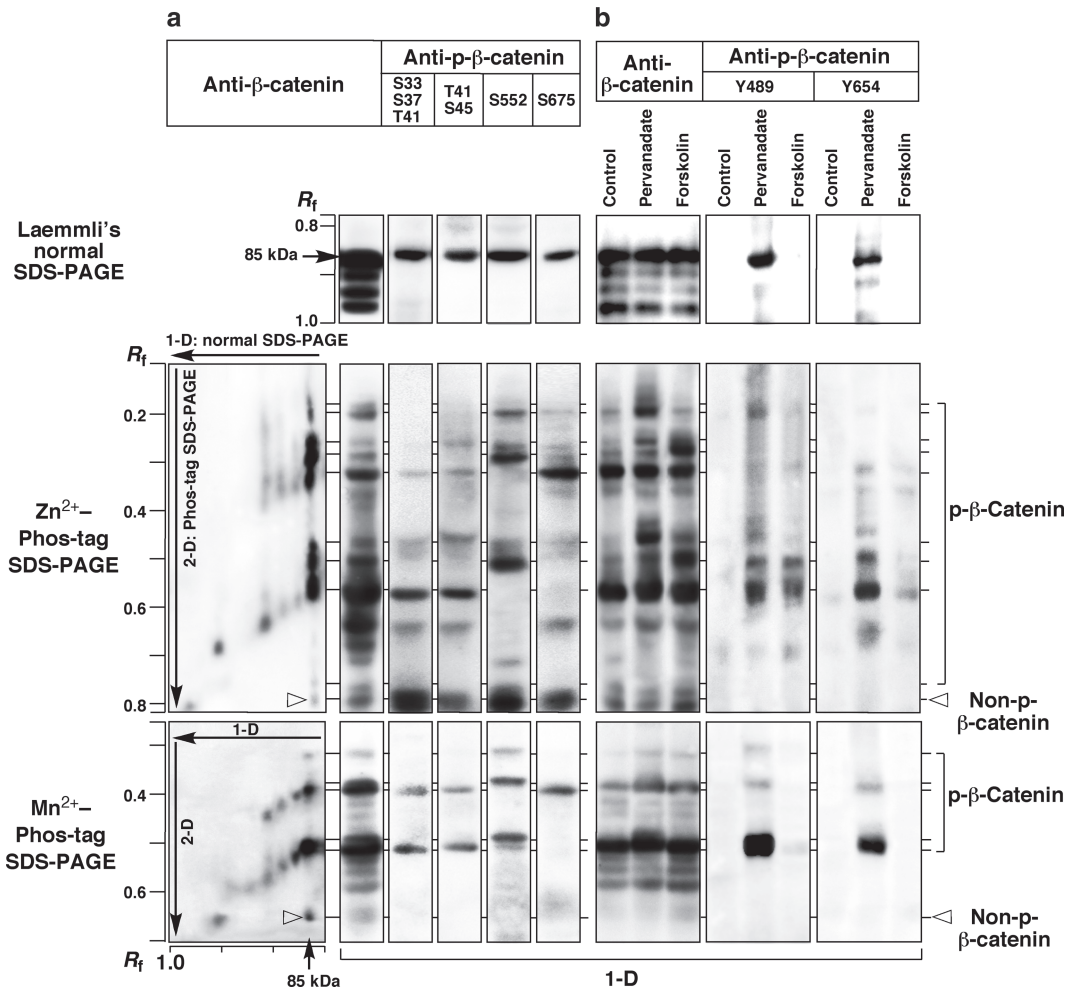 a
b
Anti-β-catenin
Anti-p-β-catenin
S33
S37
T41
T41
S45
S552
S675
Anti-
β-catenin
Anti-p-β-catenin
Y489
Y654
Control
Pervanadate
Forskolin
Control
Pervanadate
Forskolin
Control
Pervanadate
Forskolin
Laemmli's
normal
SDS-PAGE
Rf
0.8
85 kDa
1.0
1-D: normal SDS-PAGE
Rf
2-D: Phos-tag SDS-PAGE
0.2
0.4
0.6
0.8
Zn2+–
Phos-tag
SDS-PAGE
p-β-Catenin
Non-p-
β-catenin
1-D
2-D
0.4
0.6
Mn2+–
Phos-tag
SDS-PAGE
p-β-Catenin
Non-p-
β-catenin
Rf 1.0
85 kDa
1-D